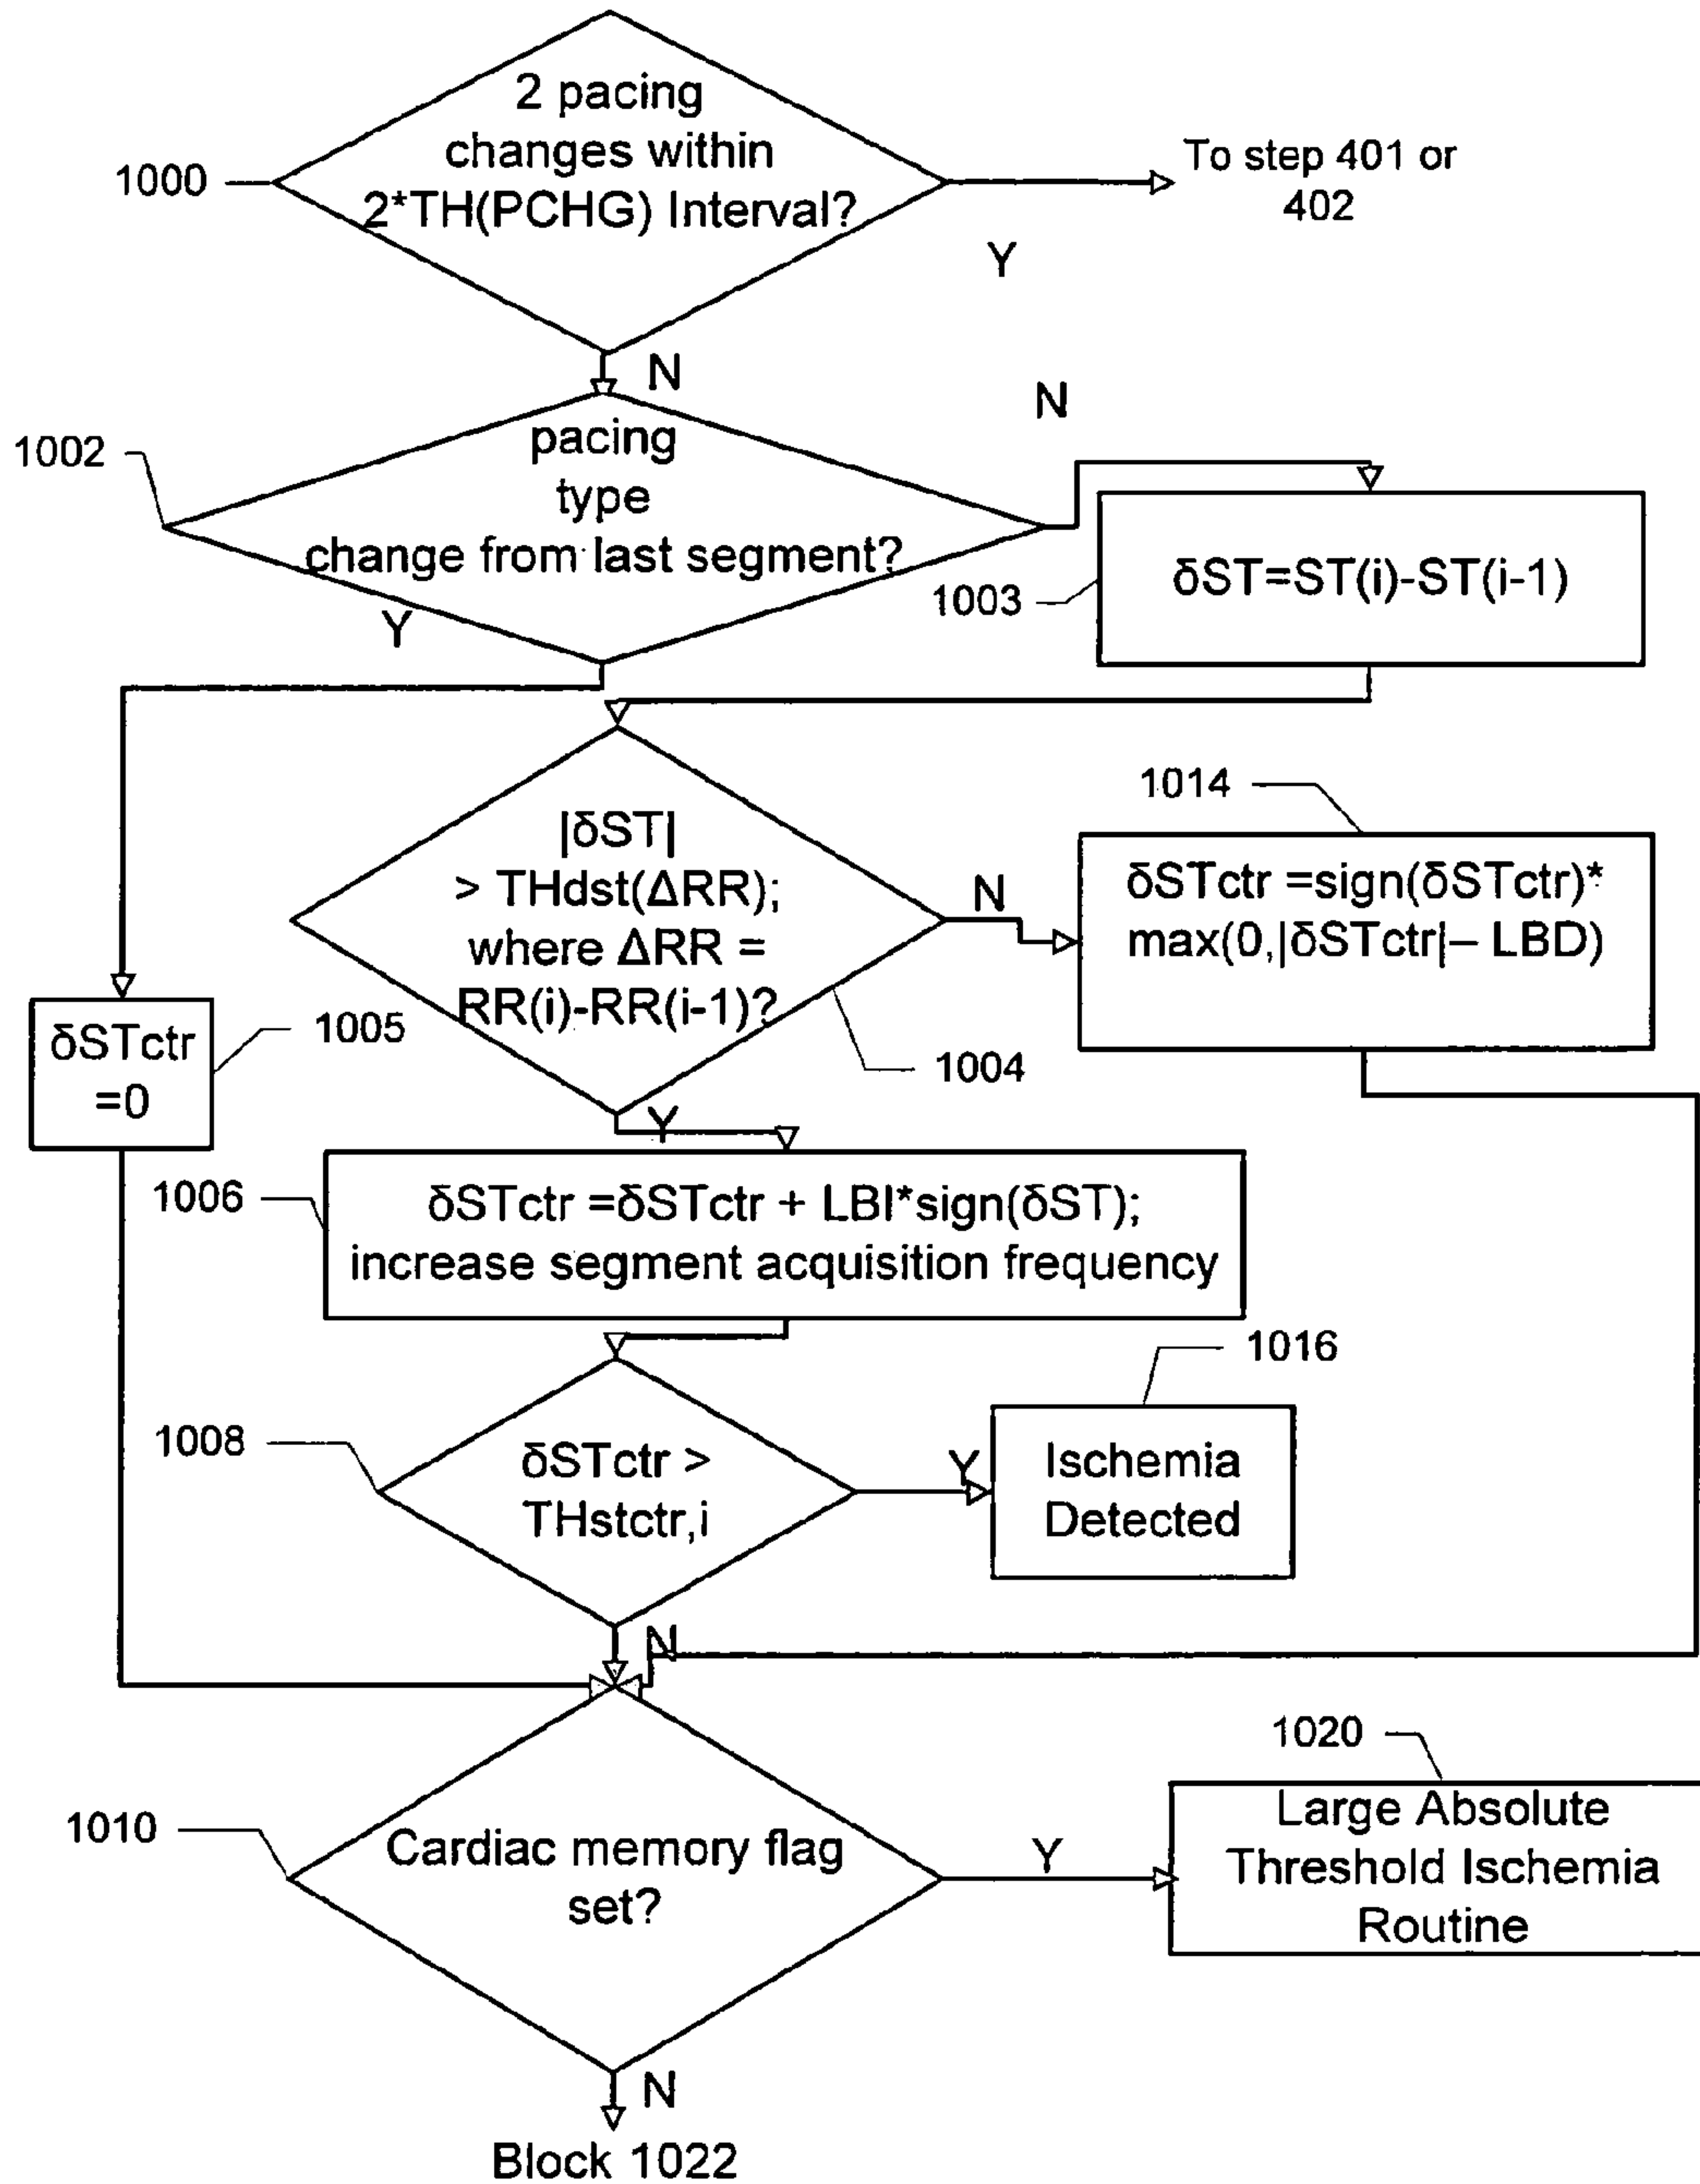 2 pacing
changes within
2*TH(PCHG) Interval?
1000
To step 401 or
402
Y
N
N
1002
pacing
type
change from last segment?
Y
1003
δST=ST(i)-ST(i-1)
1014
|δST|
> THdst(ΔRR);
where ΔRR =
RR(i)-RR(i-1)?
N
δSTctr =sign(δSTctr)*
max(0,|δSTctr|– LBD)
1005
δSTctr
=0
1004
Y
1006
δSTctr =δSTctr + LBI*sign(δST);
increase segment acquisition frequency
1016
1008
δSTctr >
THstctr,i
Y
Ischemia
Detected
N
1020
1010
Cardiac memory flag
set?
Y
Large Absolute
Threshold Ischemia
Routine
N
Block 1022